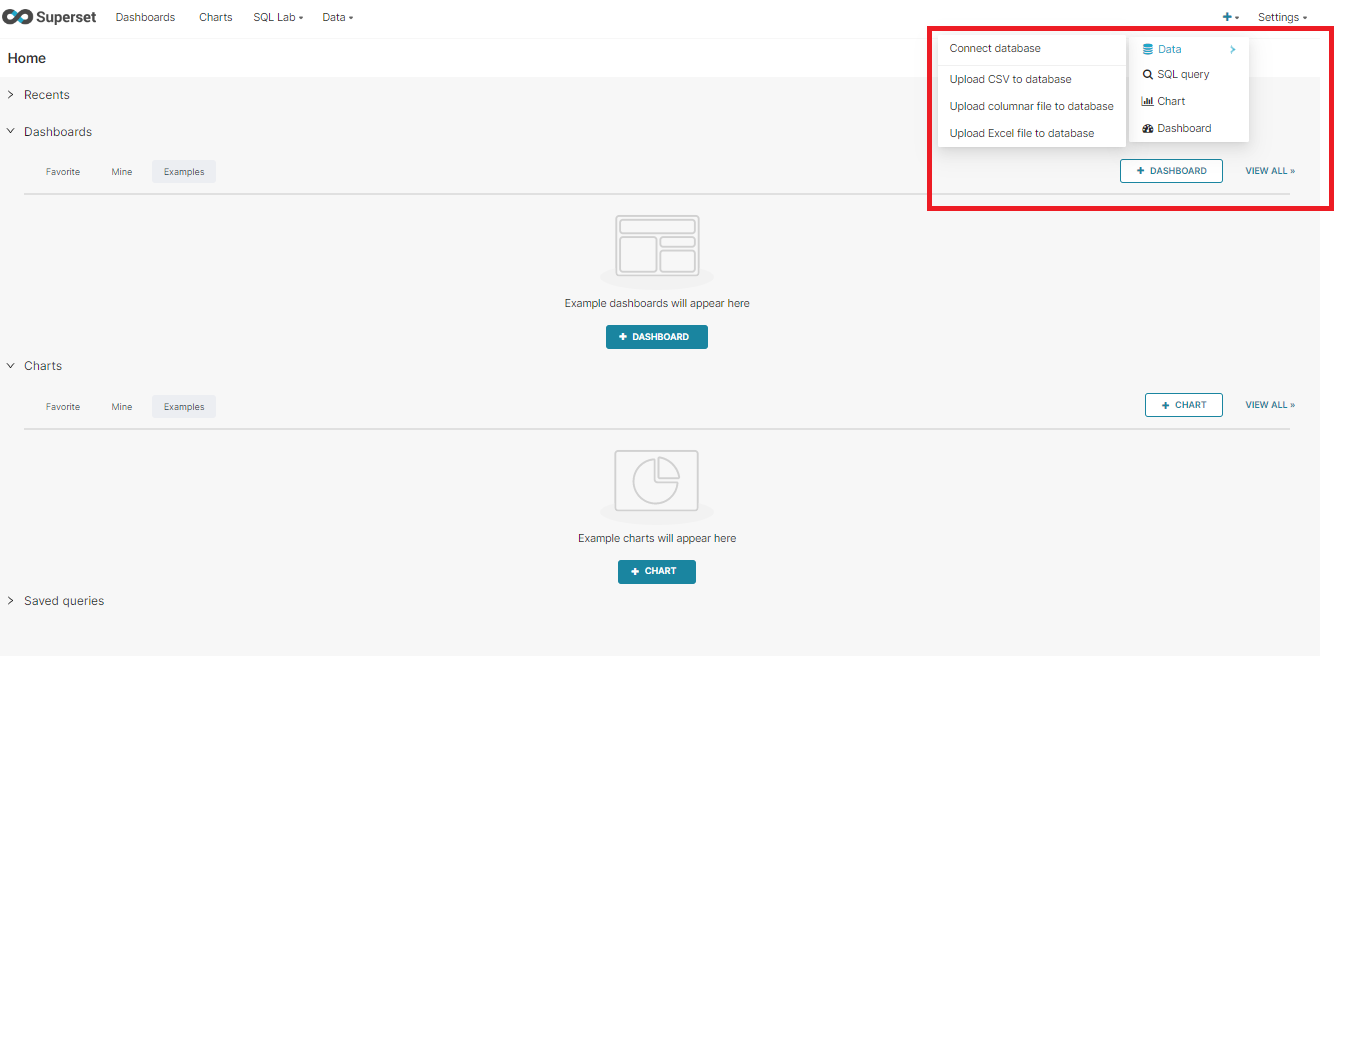 Superset Dashboards Charts SQL Lab Data Settings
Home
Connect database
Upload CSV to database
Upload columnar file to database
Upload Excel file to database
Data
SQL query
Chart
Dashboard
Recents
Dashboards
Favorite Mine Examples + DASHBOARD VIEW ALL »
Example dashboards will appear here
+ DASHBOARD
Charts
Favorite Mine Examples + CHART VIEW ALL »
Example charts will appear here
+ CHART
Saved queries